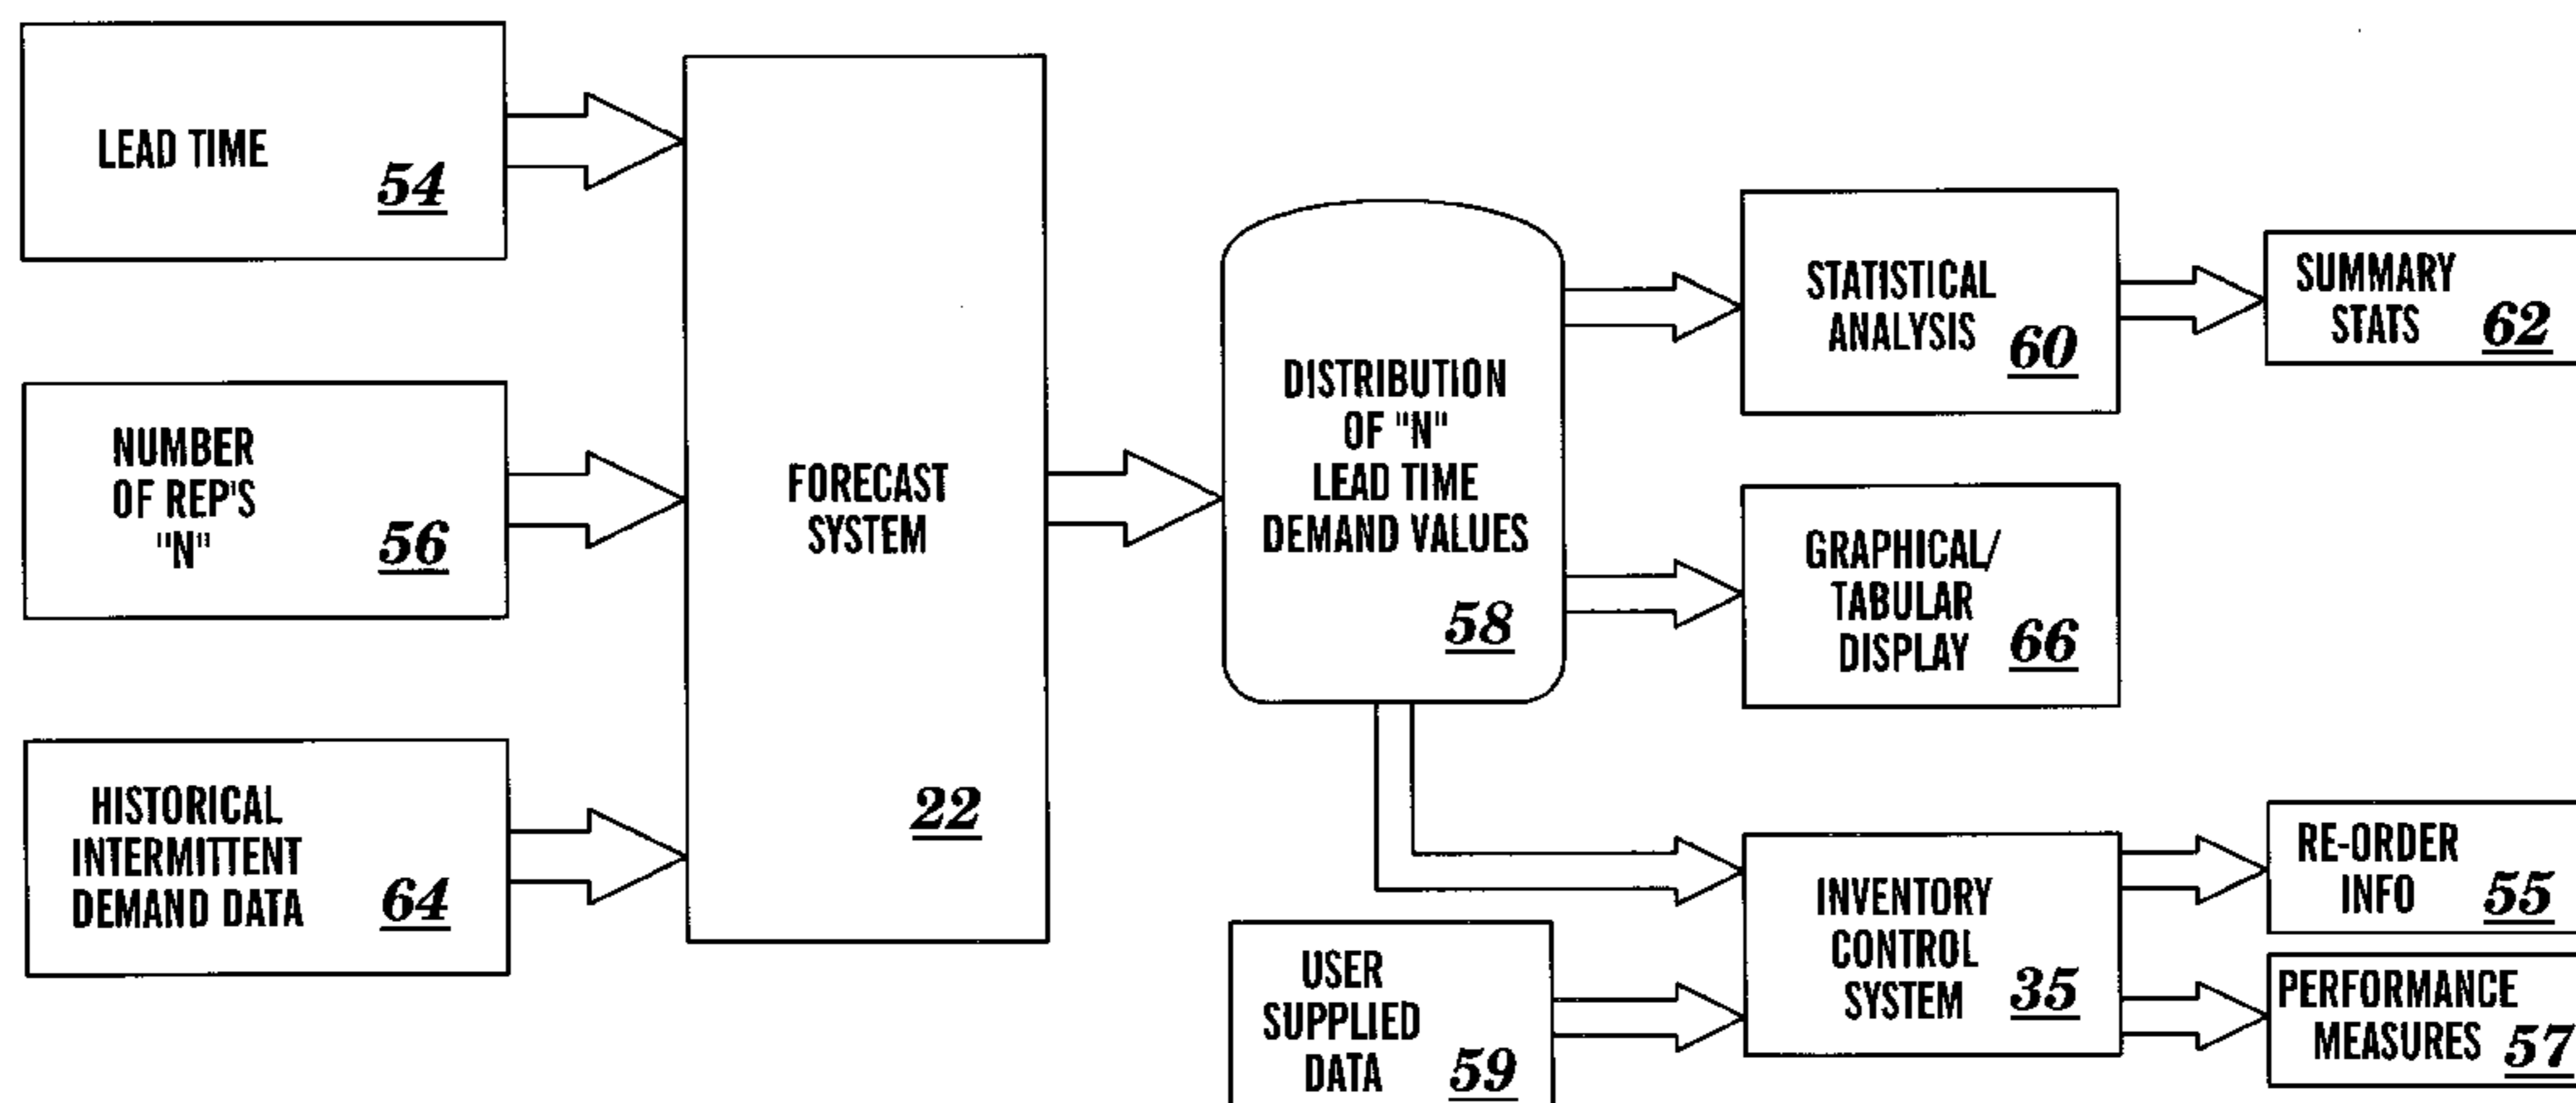 LEAD TIME
54
NUMBER
OF REP'S
"N"
56
HISTORICAL
INTERMITTENT
DEMAND DATA
64
FORECAST
SYSTEM
22
DISTRIBUTION
OF "N"
LEAD TIME
DEMAND VALUES
58
STATISTICAL
ANALYSIS
60
SUMMARY
STATS
62
GRAPHICAL/
TABULAR
DISPLAY
66
USER
SUPPLIED
DATA
59
INVENTORY
CONTROL
SYSTEM
35
RE-ORDER
INFO
55
PERFORMANCE
MEASURES
57